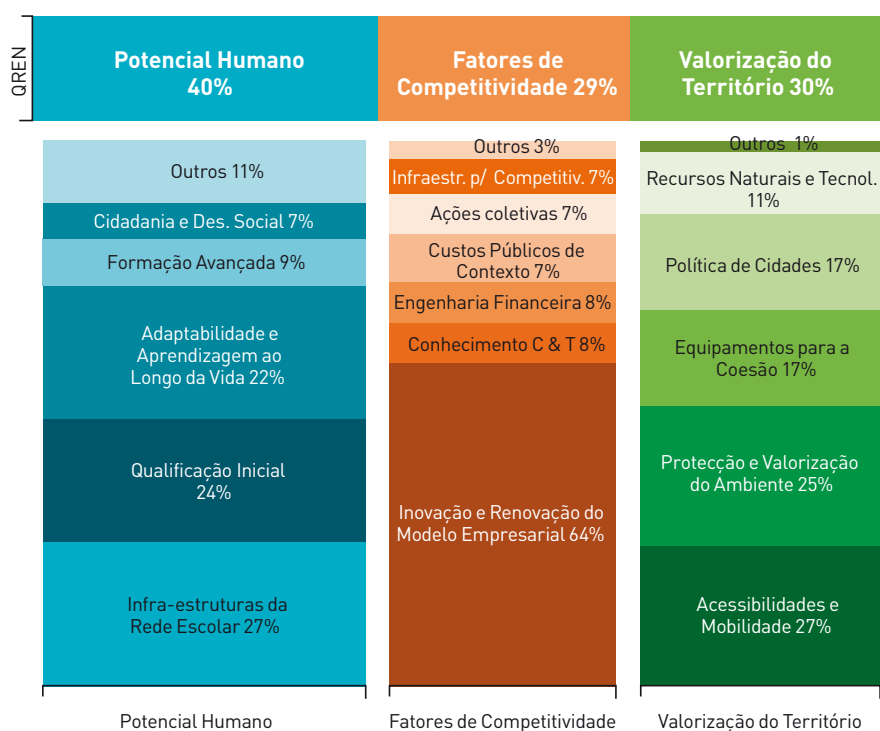 QREN
Potencial Humano
40%
Fatores de
Competitividade 29%
Valorização do
Território 30%
Outros 11%
Cidadania e Des. Social 7%
Formação Avançada 9%
Adaptabilidade e
Aprendizagem ao
Longo da Vida 22%
Qualificação Inicial
24%
Infra-estruturas da
Rede Escolar 27%
Outros 3%
Infraestr. p/ Competitiv. 7%
Ações coletivas 7%
Custos Públicos de
Contexto 7%
Engenharia Financeira 8%
Conhecimento C & T 8%
Inovação e Renovação do
Modelo Empresarial 64%
Outros 1%
Recursos Naturais e Tecnol.
11%
Política de Cidades 17%
Equipamentos para a
Coesão 17%
Protecção e Valorização
do Ambiente 25%
Acessibilidades e
Mobilidade 27%
Potencial Humano
Fatores de Competitividade
Valorização do Território